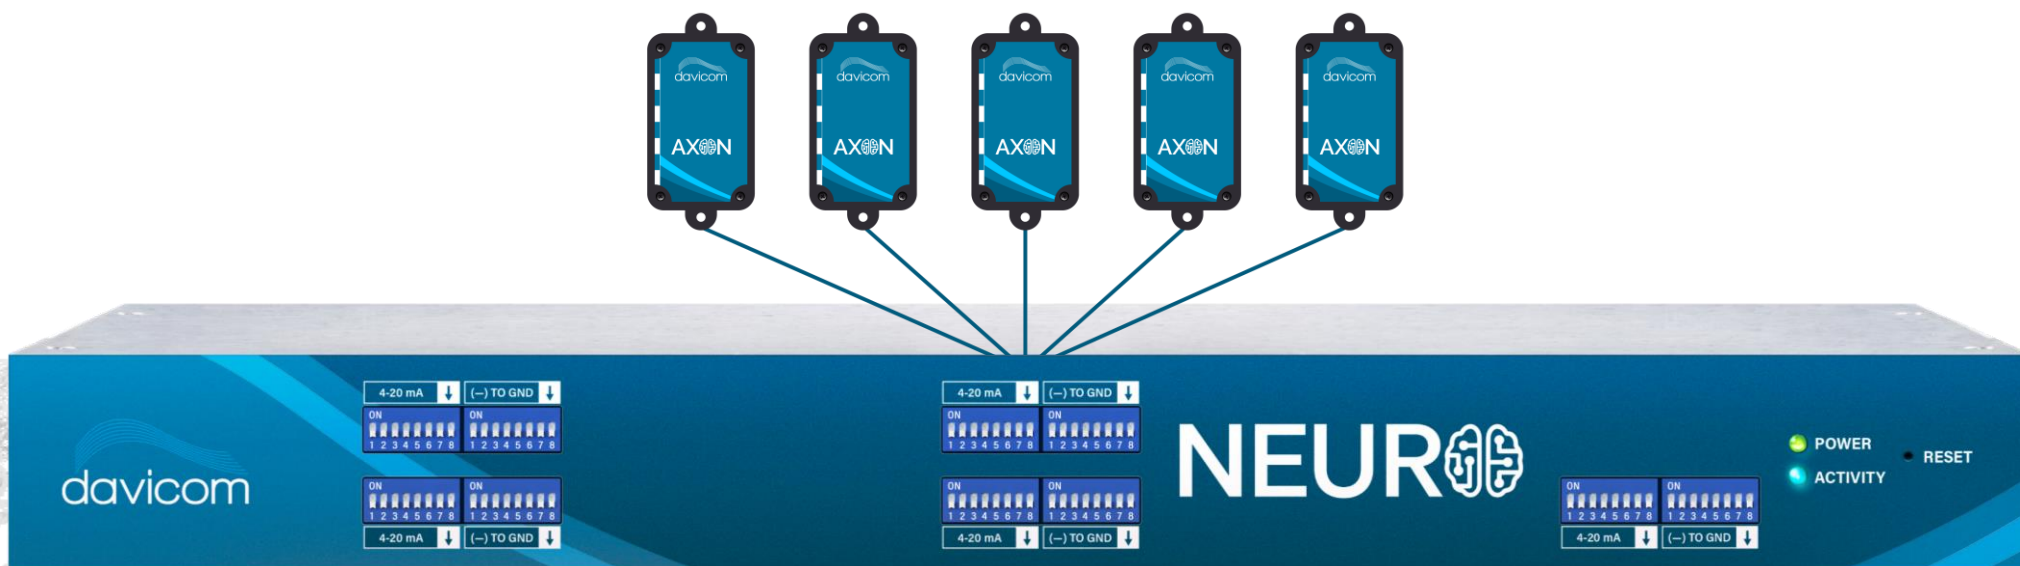 davicom davicom davicom davicom davicom
AXON AXON AXON AXON AXON
4-20 mA ↓ (—) TO GND ↓ 4-20 mA ↓ (—) TO GND ↓
ON ON ON ON
1 2 3 4 5 6 7 8 1 2 3 4 5 6 7 8 1 2 3 4 5 6 7 8 1 2 3 4 5 6 7 8
davicom
NEURO
POWER
RESET
ACTIVITY
ON ON ON ON ON ON
1 2 3 4 5 6 7 8 1 2 3 4 5 6 7 8 1 2 3 4 5 6 7 8 1 2 3 4 5 6 7 8 1 2 3 4 5 6 7 8 1 2 3 4 5 6 7 8
4-20 mA ↓ (—) TO GND ↓ 4-20 mA ↓ (—) TO GND ↓ 4-20 mA ↓ (—) TO GND ↓